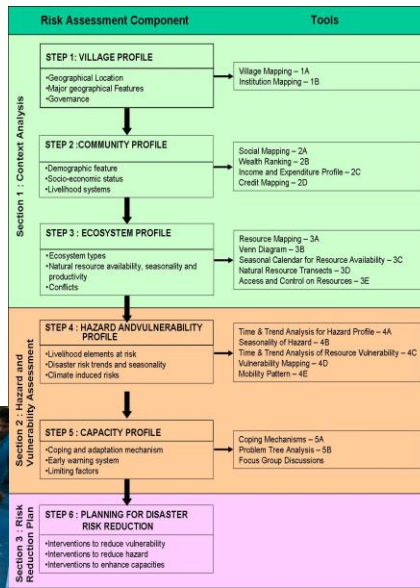 Risk Assessment Component
Tools
Section 1 : Context Analysis
STEP 1: VILLAGE PROFILE
•Geographical Location
•Major geographical Features
•Governance
Village Mapping - 1A
Institution Mapping - 1B
STEP 2 :COMMUNITY PROFILE
•Demographic feature
•Socio-economic status
•Livelihood systems
Social Mapping - 2A
Wealth Ranking - 2B
Income and Expenditure Profile - 2C
Credit Mapping - 2D
STEP 3 : ECOSYSTEM PROFILE
•Ecosystem types
•Natural resource availability, seasonality and
productivity
•Conflicts
Resource Mapping - 3A
Venn Diagram - 3B
Seasonal Calendar for Resource Availability - 3C
Natural Resource Transects - 3D
Access and Control on Resources - 3E
Section 2 : Hazard and
Vulnerability Assessment
STEP 4 : HAZARD ANDVULNERABILITY
PROFILE
•Livelihood elements at risk
•Disaster risk trends and seasonality
•Climate induced risks
Time & Trend Analysis for Hazard Profile - 4A
Seasonality of Hazard - 4B
Time & Trend Analysis of Resource Vulnerability - 4C
Vulnerability Mapping - 4D
Mobility Pattern - 4E
STEP 5 : CAPACITY PROFILE
•Coping and adaptation mechanism
•Early warning system
•Limiting factors
Coping Mechanisms - 5A
Problem Tree Analysis - 5B
Focus Group Discussions
Section 3 : Risk
Reduction Plan
STEP 6 : PLANNING FOR DISASTER
RISK REDUCTION
•Interventions to reduce vulnerability
•Interventions to reduce hazard
•Interventions to enhance capacities